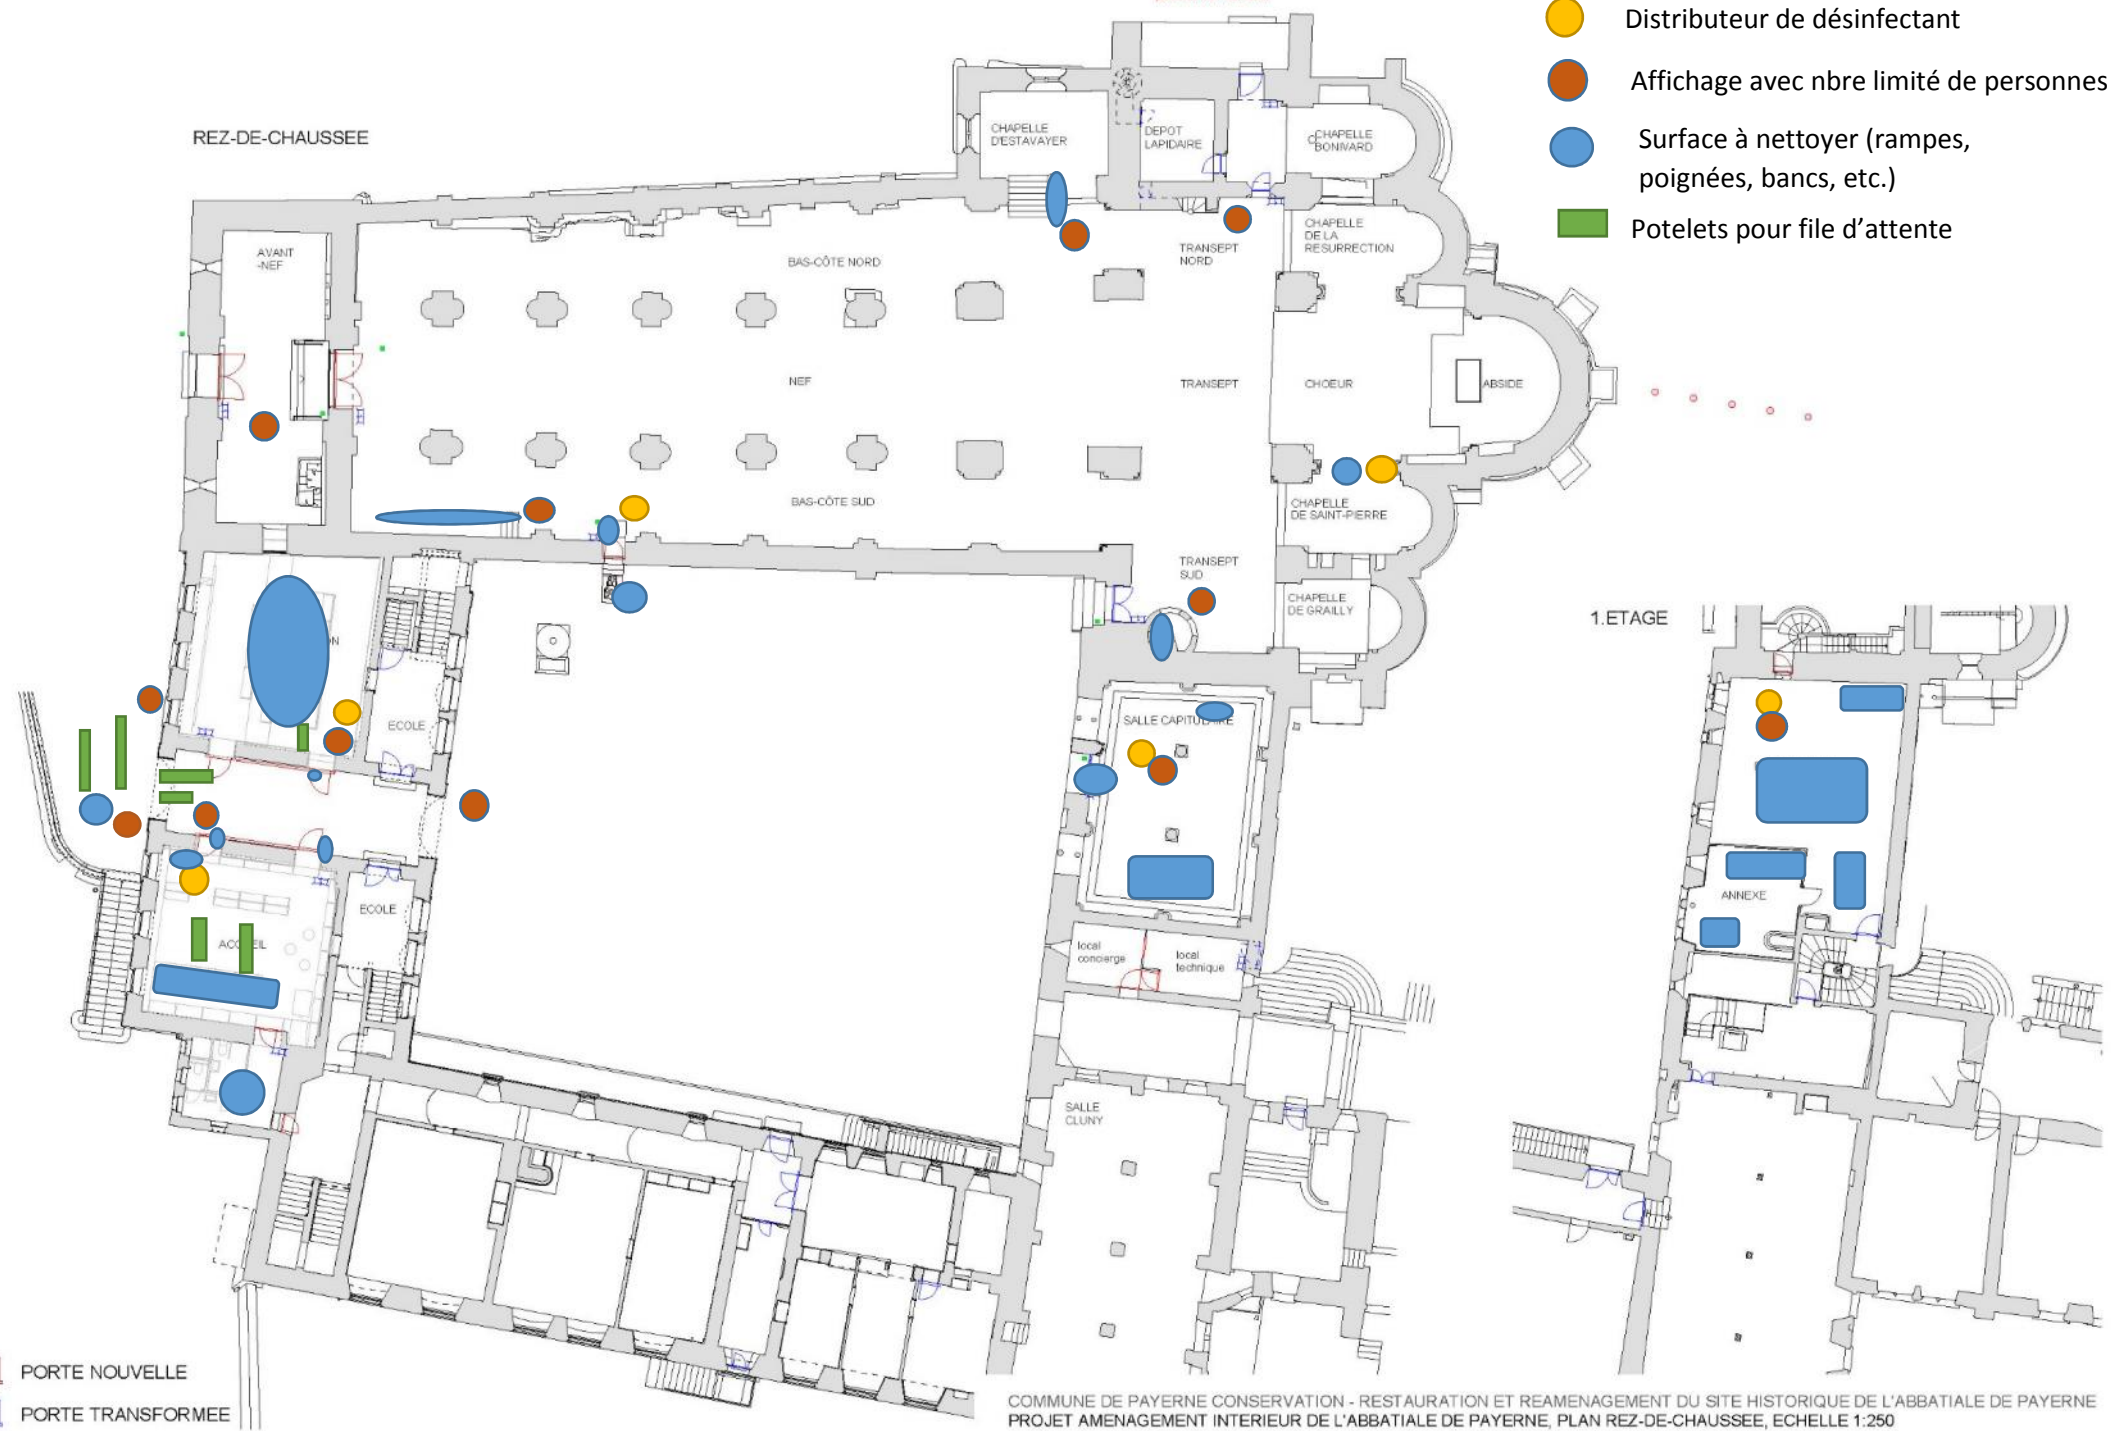 Distributeur de désinfectant
Affichage avec nbre limité de personnes
Surface à nettoyer (rampes,
poignées, bancs, etc.)
Potelets pour file d'attente
REZ-DE-CHAUSSEE
CHAPELLE
D'ESTAVAYER
DEPOT
LAPIDAIRE
CHAPELLE
BONIVARD
AVANT
-NEF
BAS-CÔTE NORD
TRANSEPT
NORD
CHAPELLE
DE LA
RESURRECTION
NEF
TRANSEPT
CHOEUR
ABSIDE
BAS-CÔTE SUD
CHAPELLE
DE SAINT-PIERRE
TRANSEPT
SUD
CHAPELLE
DE GRAILLY
1.ETAGE
ECOLE
SALLE
ANNEXE
ECOLE
local
concierge
local
technique
SALLE
CLUNY
PORTE NOUVELLE
PORTE TRANSFORMEE
COMMUNE DE PAYERNE CONSERVATION - RESTAURATION ET REAMENAGEMENT DU SITE HISTORIQUE DE L'ABBATIALE DE PAYERNE
PROJET AMENAGEMENT INTERIEUR DE L'ABBATIALE DE PAYERNE, PLAN REZ-DE-CHAUSSEE, ECHELLE 1:250